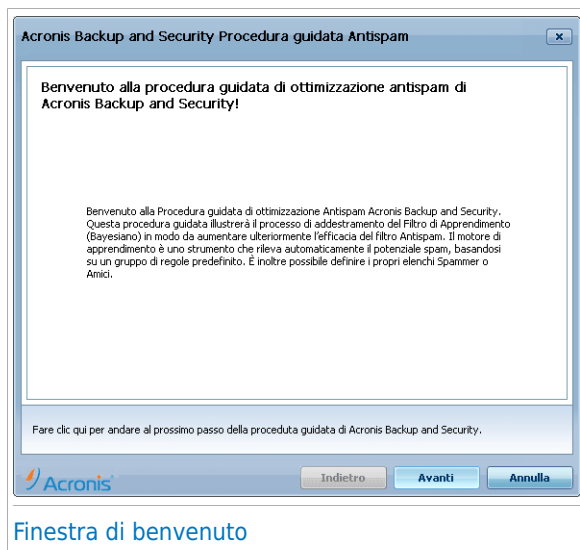 Acronis Backup and Security Procedura guidata Antispam
x
Benvenuto alla procedura guidata di ottimizzazione antispam di
Acronis Backup and Security!
Benvenuto alla Procedura guidata di ottimizzazione Antispam Acronis Backup and Security.
Questa procedura guidata illustrerà il processo di addestramento del Filtro di Apprendimento
(Bayesiano) in modo da aumentare ulteriormente l'efficacia del filtro Antispam. Il motore di
apprendimento è uno strumento che rileva automaticamente il potenziale spam, basandosi
su un gruppo di regole predefinito. È inoltre possibile definire i propri elenchi Spammer o
Amici.
Fare clic qui per andare al prossimo passo della proceduta guidata di Acronis Backup and Security.
Acronis
Indietro
Avanti
Annulla
Finestra di benvenuto